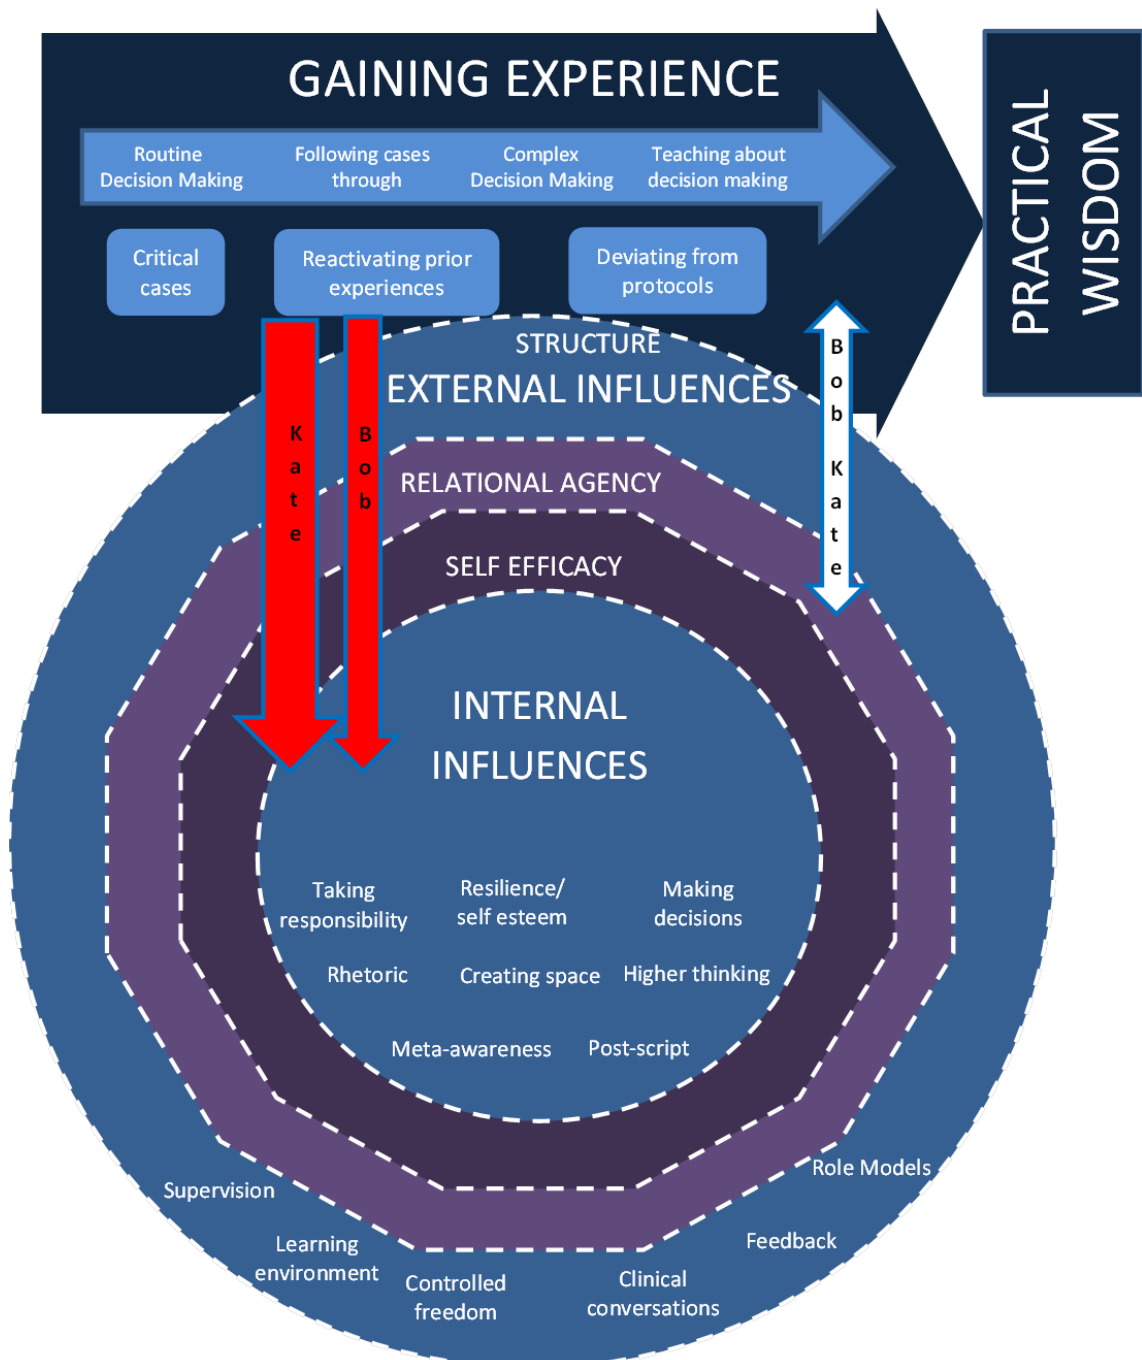 GAINING EXPERIENCE
Routine
Decision Making
Following cases
through
Complex
Decision Making
Teaching about
decision making
Critical
cases
Reactivating prior
experiences
Deviating from
protocols
PRACTICAL
WISDOM
STRUCTURE
EXTERNAL INFLUENCES
Kate
Bob
Bob Kate
RELATIONAL AGENCY
SELF EFFICACY
INTERNAL
INFLUENCES
Taking
responsibility
Resilience/
self esteem
Making
decisions
Rhetoric
Creating space
Higher thinking
Meta-awareness
Post-script
Supervision
Learning
environment
Controlled
freedom
Clinical
conversations
Feedback
Role Models